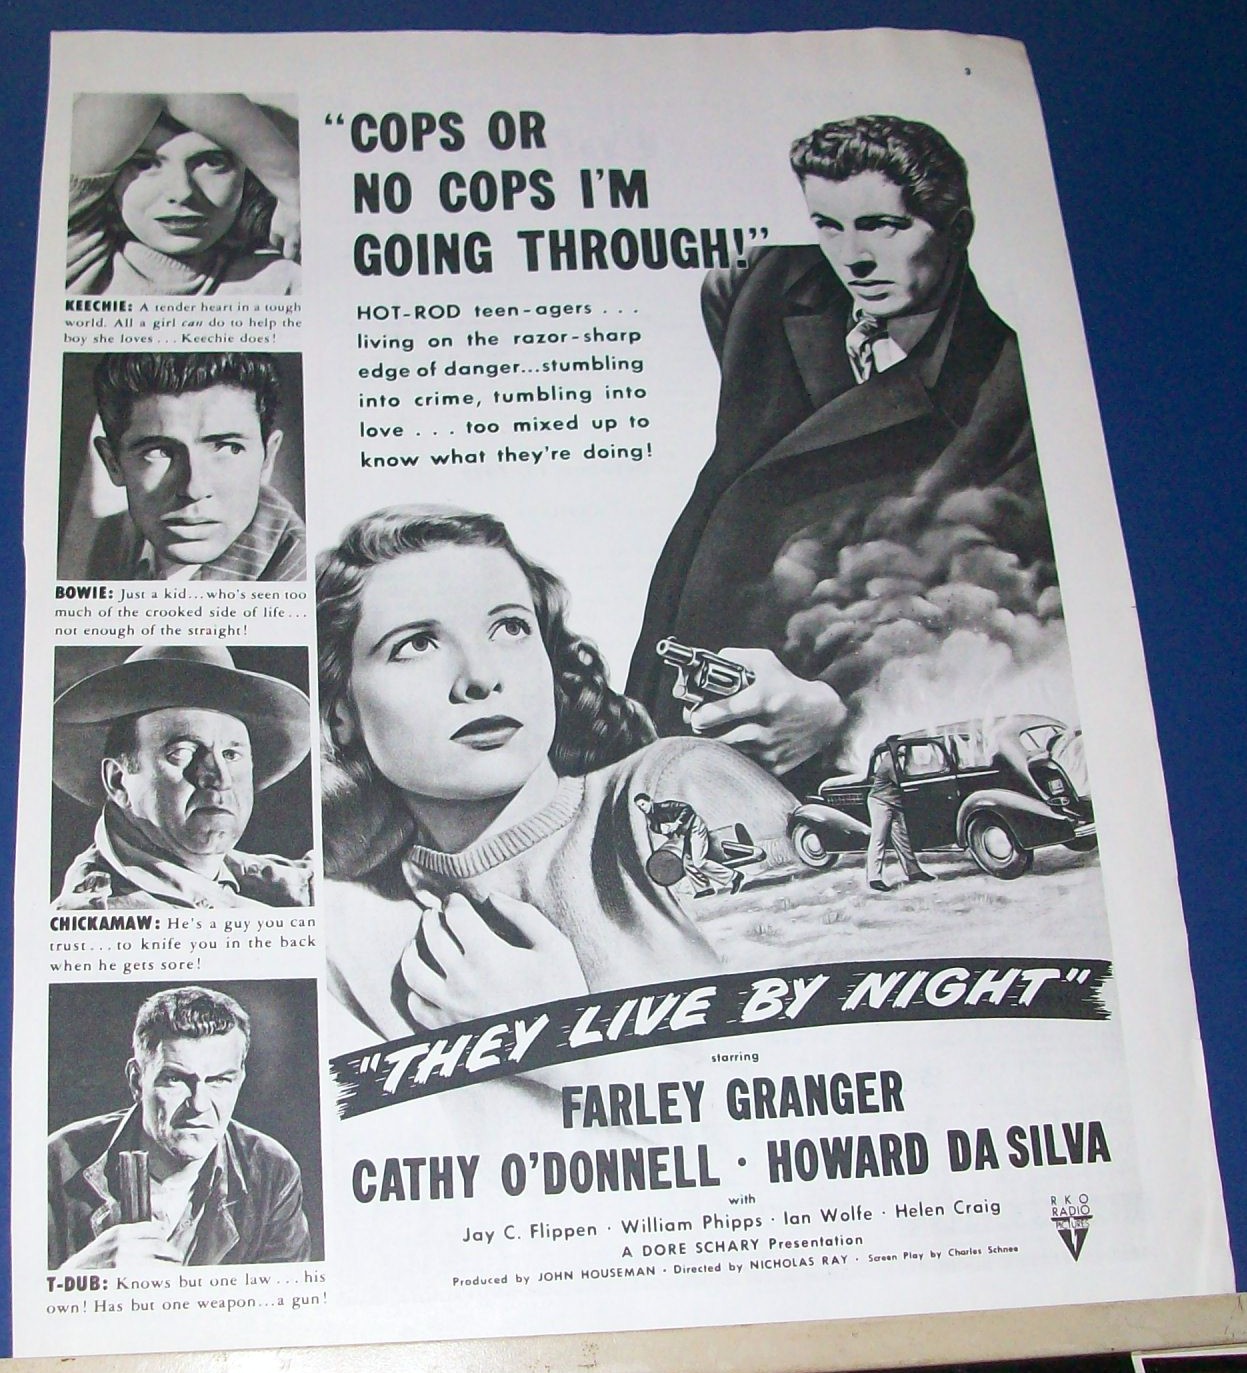 3
KEECHIE: A tender heart in a tough
world. All a girl can do to help the
boy she loves . . . Keechie does!
BOWIE: Just a kid... who's seen too
much of the crooked side of life...
not enough of the straight!
CHICKAMAW: He's a guy you can
trust... to knife you in the back
when he gets sore!
T-DUB: Knows but one law... his
own! Has but one weapon...a gun!
"COPS OR
NO COPS I'M
GOING THROUGH!"
HOT-ROD teen-agers . . .
living on the razor-sharp
edge of danger...stumbling
into crime, tumbling into
love . . . too mixed up to
know what they're doing!
"THEY LIVE BY NIGHT"
starring
FARLEY GRANGER
CATHY O'DONNELL · HOWARD DA SILVA
with
Jay C. Flippen · William Phipps · Ian Wolfe · Helen Craig
A DORE SCHARY Presentation
Produced by JOHN HOUSEMAN · Directed by NICHOLAS RAY · Screen Play by Charles Schnee
RKO
RADIO
PICTURES